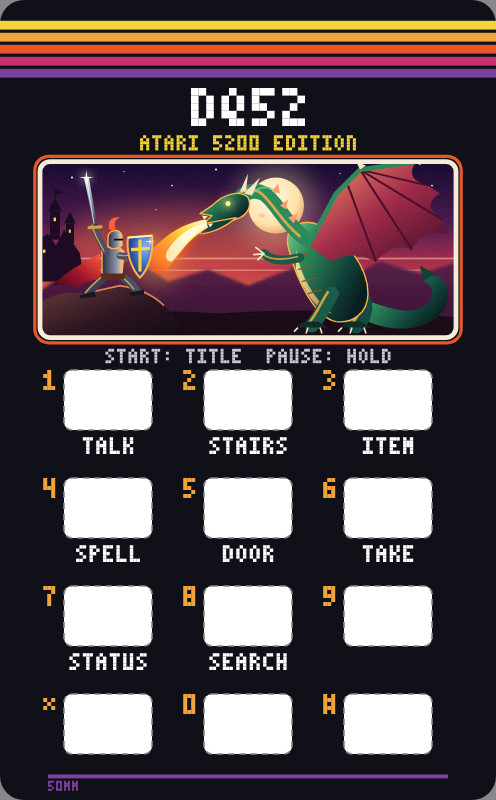 DQ52
ATARI 5200 EDITION
START: TITLE PAUSE: HOLD
1 2 3
TALK STAIRS ITEM
4 5 6
SPELL DOOR TAKE
7 8 9
STATUS SEARCH
* 0 #
50MM